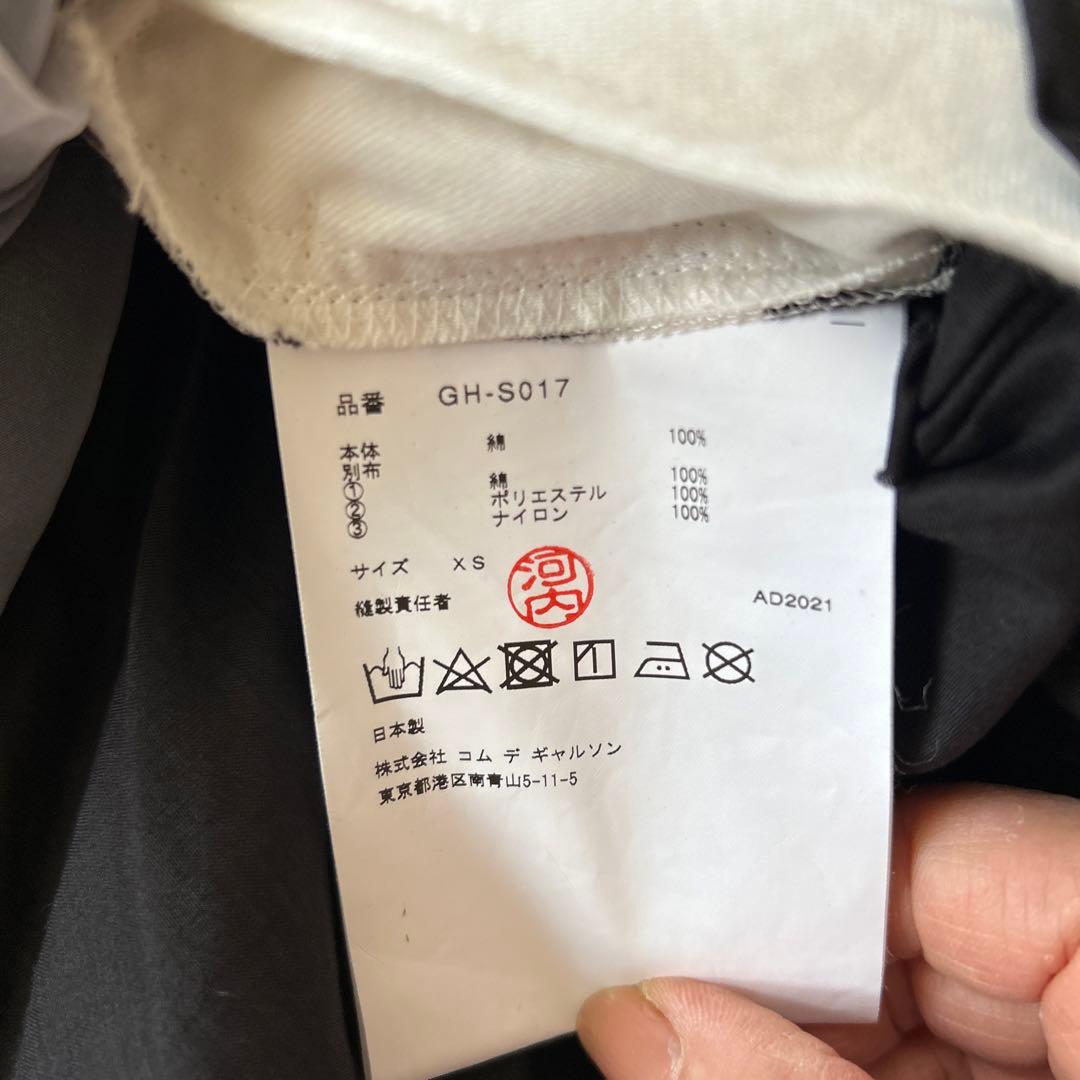 品番 GH-S017
本体 綿 100%
別布
① 綿 100%
② ポリエステル 100%
③ ナイロン 100%
サイズ XS
河内
縫製責任者 AD2021
日本製
株式会社 コム デ ギャルソン
東京都港区南青山5-11-5